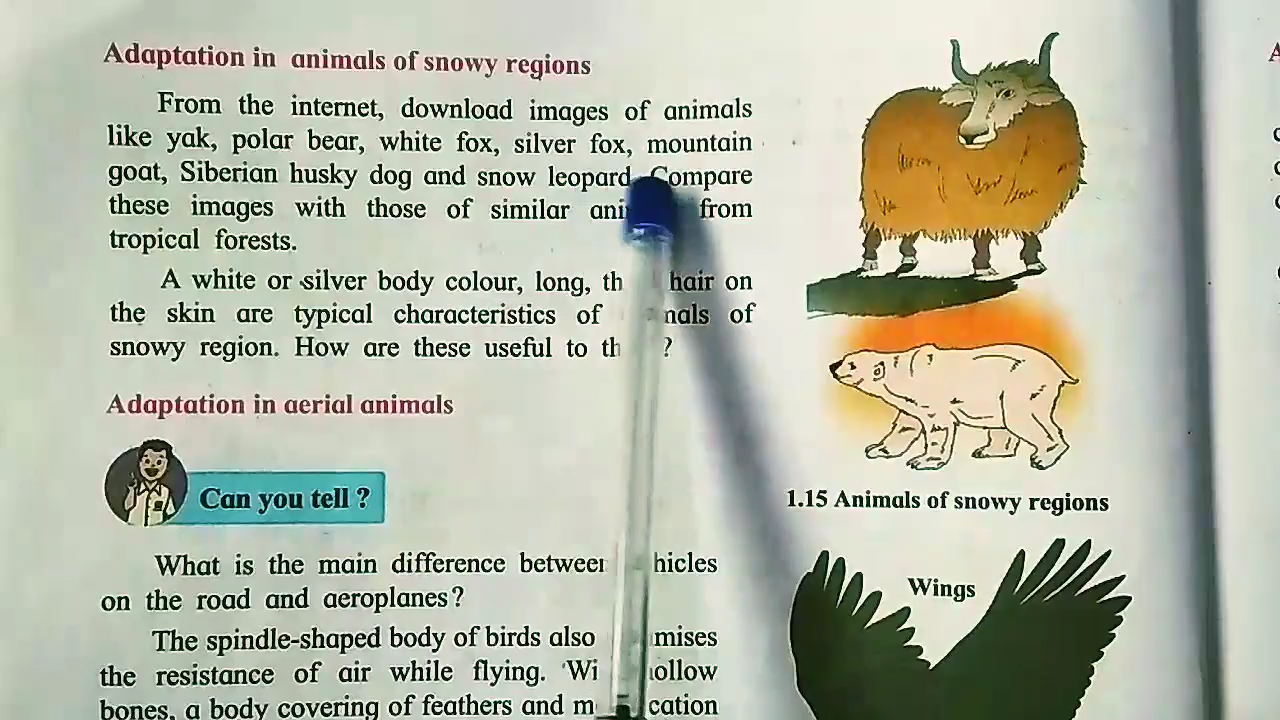 Adaptation in animals of snowy regions
From the internet, download images of animals
like yak, polar bear, white fox, silver fox, mountain
goat, Siberian husky dog and snow leopard. Compare
these images with those of similar from
tropical forests.
A white or silver body colour, long, hair on
the skin are typical characteristics of of
snowy region. How are these useful to ?
Adaptation in aerial animals
Can you tell ?
What is the main difference between
on the road and aeroplanes?
The spindle-shaped body of birds also
the resistance of air while flying.
bones, a body covering of feathers and
1.15 Animals of snowy regions
Wings